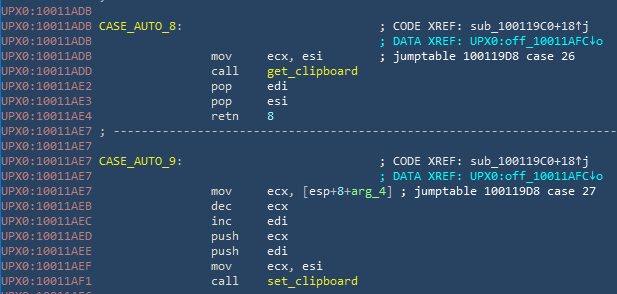 UPX0:10011ADB
UPX0:10011ADB CASE_AUTO_8: ; CODE XREF: sub_100119C0+18↑j
UPX0:10011ADB ; DATA XREF: UPX0:off_10011AFC↓o
UPX0:10011ADB mov ecx, esi ; jumptable 100119D8 case 26
UPX0:10011ADD call get_clipboard
UPX0:10011AE2 pop edi
UPX0:10011AE3 pop esi
UPX0:10011AE4 retn 8
UPX0:10011AE7 ; ---------------------------------------------------------------------------
UPX0:10011AE7
UPX0:10011AE7 CASE_AUTO_9: ; CODE XREF: sub_100119C0+18↑j
UPX0:10011AE7 ; DATA XREF: UPX0:off_10011AFC↓o
UPX0:10011AE7 mov ecx, [esp+8+arg_4] ; jumptable 100119D8 case 27
UPX0:10011AEB dec ecx
UPX0:10011AEC inc edi
UPX0:10011AED push ecx
UPX0:10011AEE push edi
UPX0:10011AEF mov ecx, esi
UPX0:10011AF1 call set_clipboard